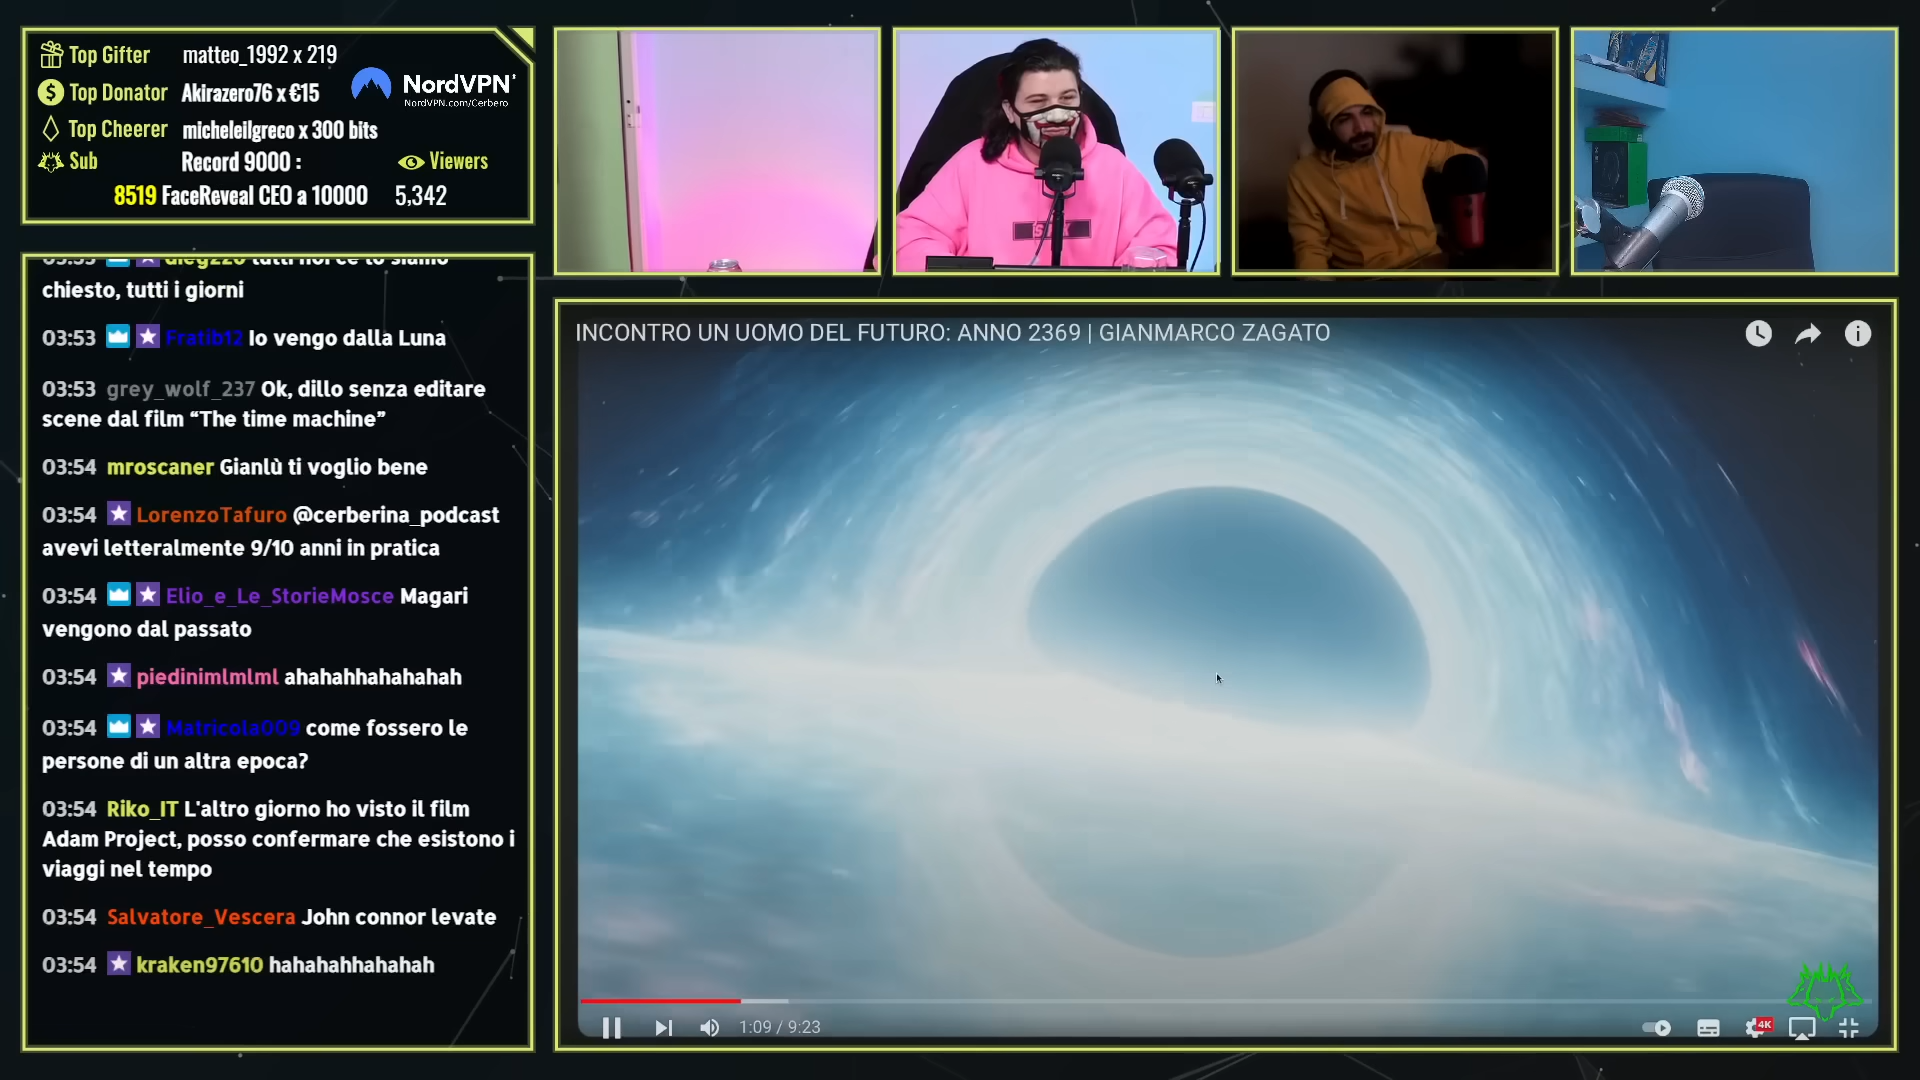 Top Gifter matteo_1992 x 219
Top Donator Akirazero76 x €15
NordVPN
NordVPN.com/Cerbero
Top Cheerer micheleilgreco x 300 bits
Sub Record 9000 : Viewers
8519 FaceReveal CEO a 10000 5,342
chiesto, tutti i giorni
03:53 Fratib12 Io vengo dalla Luna
03:53 grey_wolf_237 Ok, dillo senza editare
scene dal film “The time machine”
03:54 mroscaner Gianlù ti voglio bene
03:54 LorenzoTafuro @cerberina_podcast
avevi letteralmente 9/10 anni in pratica
03:54 Elio_e_Le_StorieMosce Magari
vengono dal passato
03:54 piedinimlmlml ahahahhahahahah
03:54 Matricola009 come fossero le
persone di un altra epoca?
03:54 Riko_IT L'altro giorno ho visto il film
Adam Project, posso confermare che esistono i
viaggi nel tempo
03:54 Salvatore_Vescera John connor levate
03:54 kraken97610 hahahahhahahah
INCONTRO UN UOMO DEL FUTURO: ANNO 2369 | GIANMARCO ZAGATO
1:09 / 9:23
4K